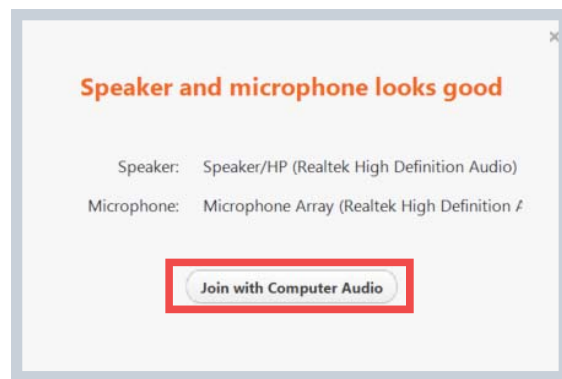 Speaker and microphone looks good
Speaker: Speaker/HP (Realtek High Definition Audio)
Microphone: Microphone Array (Realtek High Definition
Join with Computer Audio